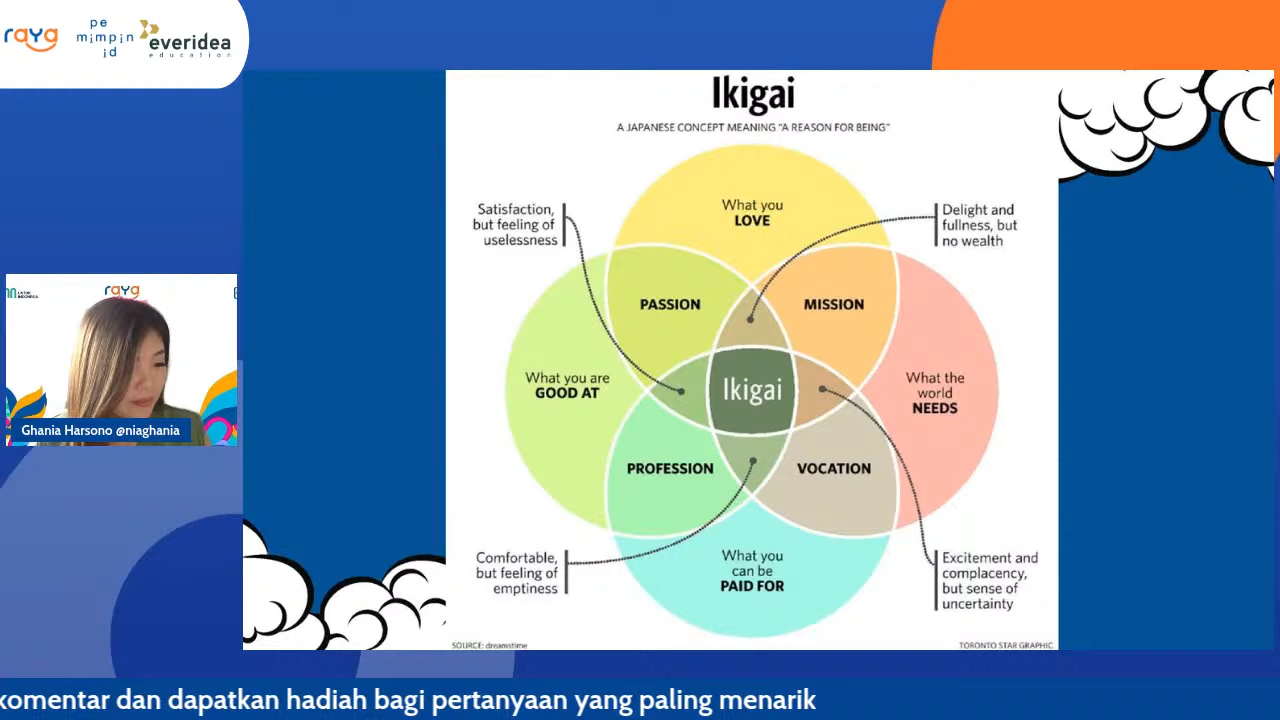 raya
pe
mimpin
id
everidea
education
Ikigai
A JAPANESE CONCEPT MEANING "A REASON FOR BEING"
What you
LOVE
Satisfaction,
but feeling of
uselessness
Delight and
fullness, but
no wealth
PASSION
MISSION
What you are
GOOD AT
Ikigai
What the
world
NEEDS
PROFESSION
VOCATION
Comfortable,
but feeling of
emptiness
What you
can be
PAID FOR
Excitement and
complacency,
but sense of
uncertainty
SOURCE: dreamstime
TORONTO STAR GRAPHIC
raya
UNTUK
INDONESIA
Ghania Harsono @niaghania
komentar dan dapatkan hadiah bagi pertanyaan yang paling menarik